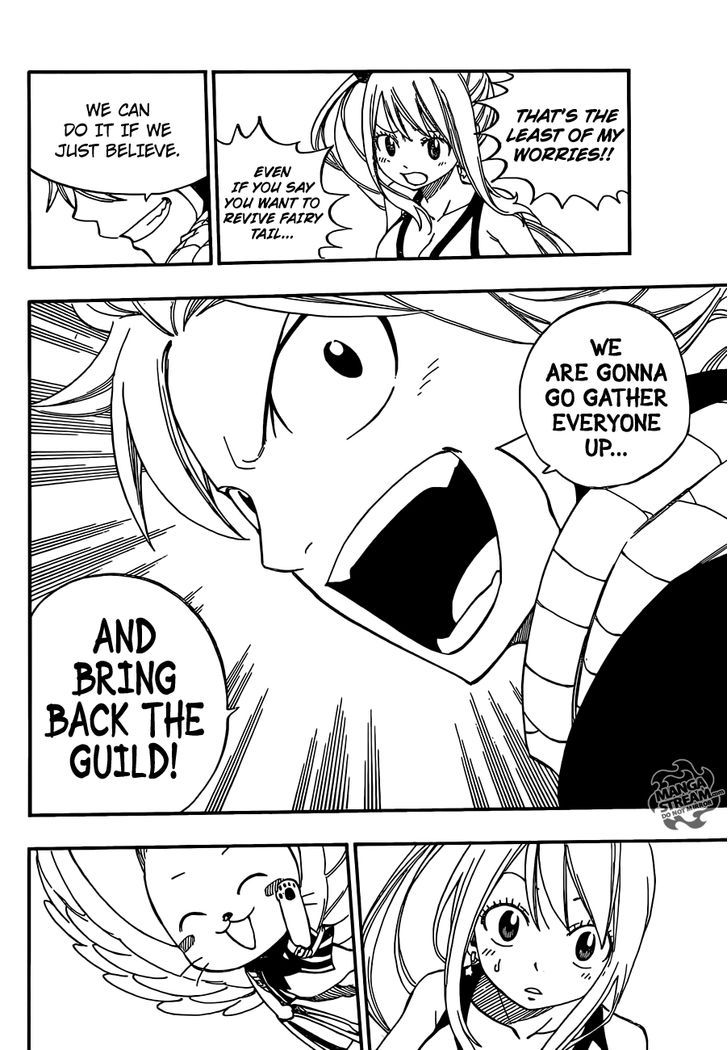 THAT'S THE
LEAST OF MY
WORRIES!!
EVEN
IF YOU SAY
YOU WANT TO
REVIVE FAIRY
TAIL...
WE CAN
DO IT IF WE
JUST BELIEVE.
WE
ARE GONNA
GO GATHER
EVERYONE
UP...
AND
BRING
BACK THE
GUILD!
MANGA
STREAM
DO NOT MIRROR